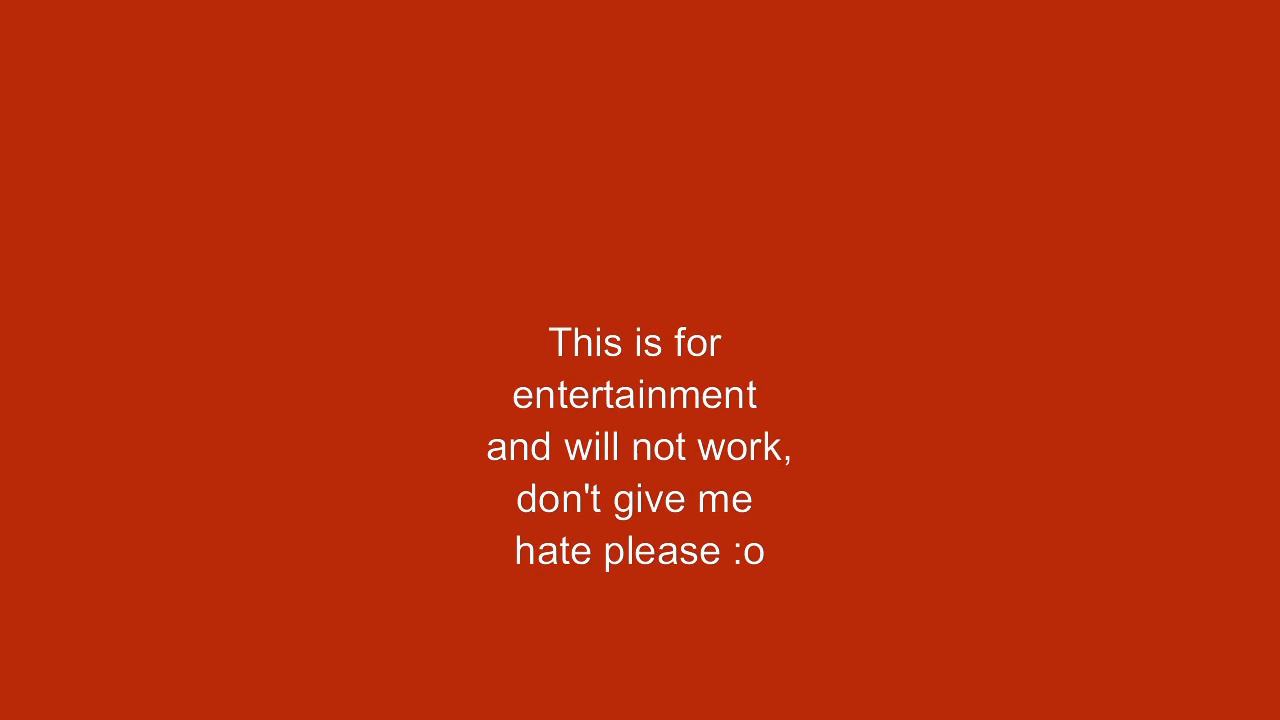 This is for
entertainment
and will not work,
don't give me
hate please :o